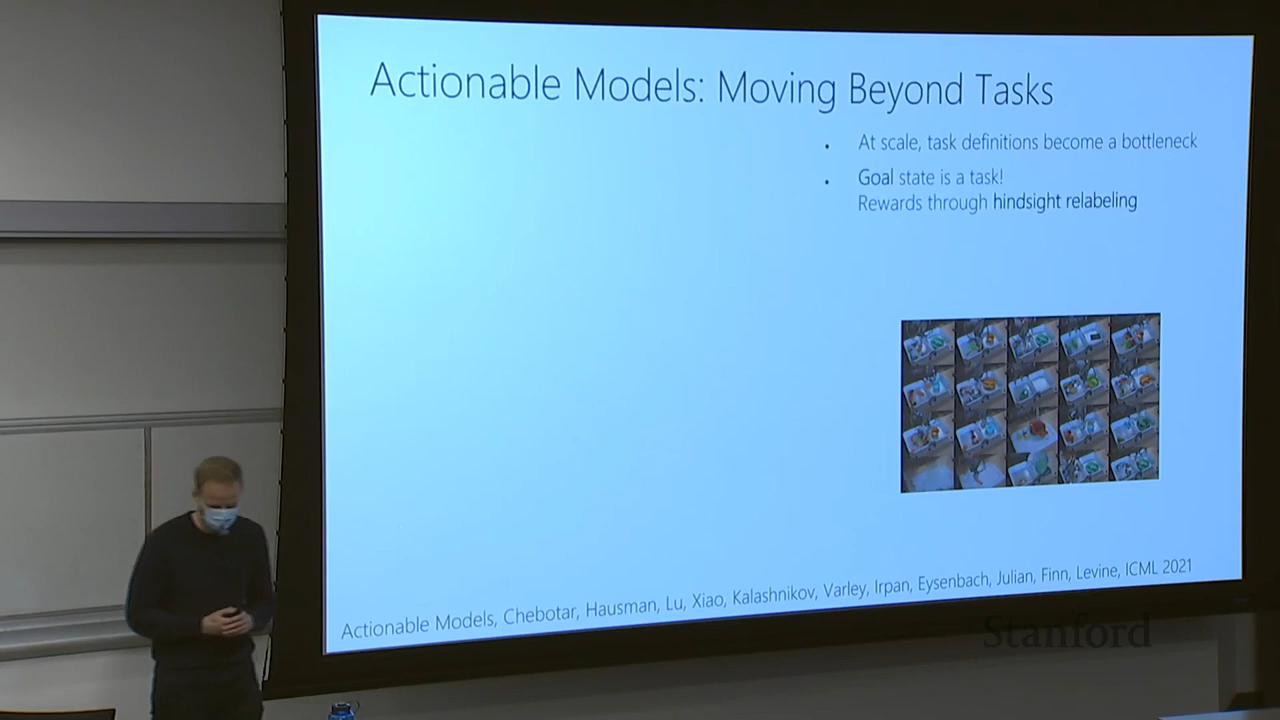 Actionable Models: Moving Beyond Tasks
• At scale, task definitions become a bottleneck
• Goal state is a task!
Rewards through hindsight relabeling
Actionable Models, Chebotar, Hausman, Lu, Xiao, Kalashnikov, Varley, Irpan, Eysenbach, Julian, Finn, Levine, ICML 2021
Stanford